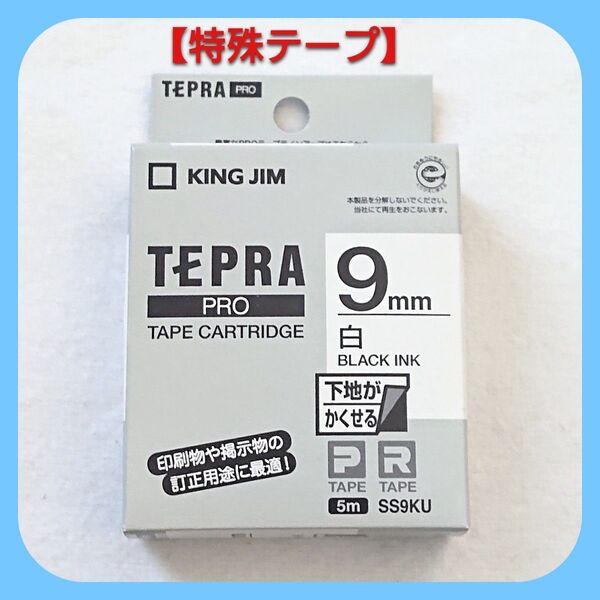 【特殊テープ】
TEPRA PRO
KING JIM
本製品を分解しないでください。
当社にて再生をおこないます。
TEPRA
PRO
TAPE CARTRIDGE
9mm
白
BLACK INK
下地が
かくせる
印刷物や掲示物の
訂正用途に最適!
P R
TAPE TAPE
5m SS9KU